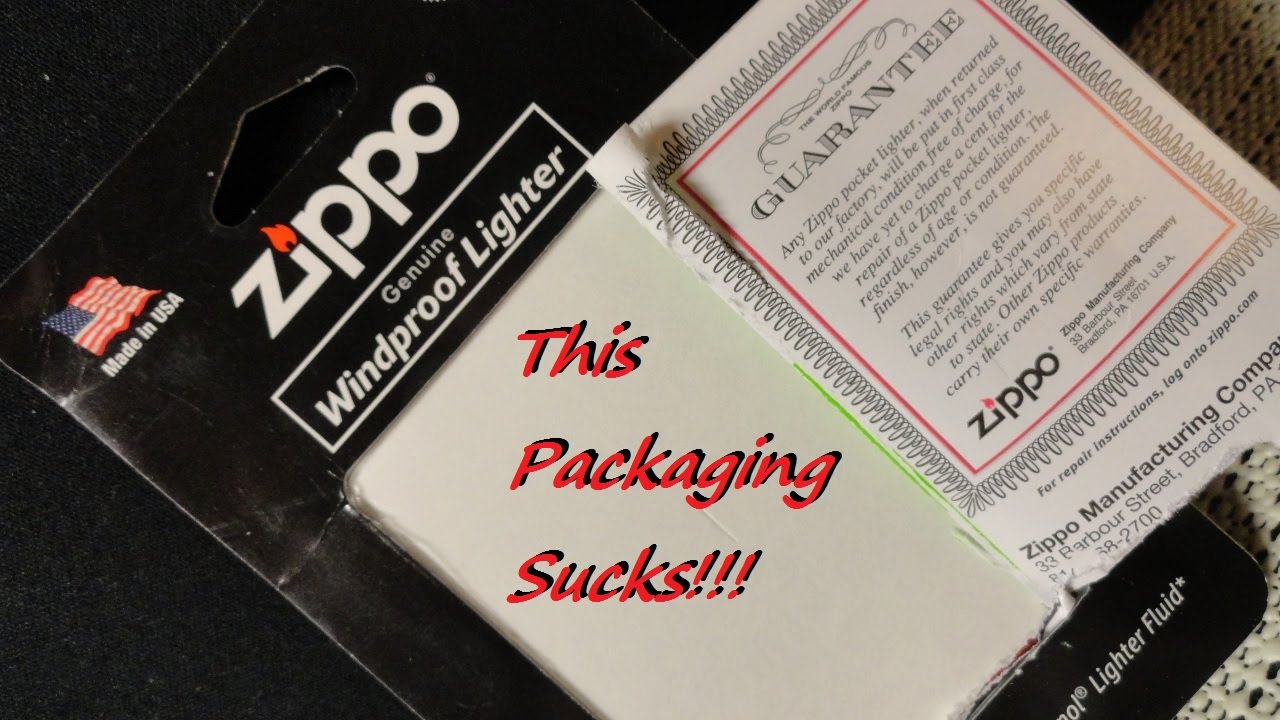 zippo®
Genuine
Windproof Lighter
Made in USA
This
Packaging
Sucks!!!
THE WORLD FAMOUS
ZIPPO
GUARANTEE
Any Zippo pocket lighter, when returned
to our factory, will be put in first class
mechanical condition free of charge, for
we have yet to charge a cent for the
repair of a Zippo pocket lighter,
regardless of age or condition. The
finish, however, is not guaranteed.
This guarantee gives you specific
legal rights and you may also have
other rights which vary from state
to state. Other Zippo products
carry their own specific warranties.
zippo®
Zippo Manufacturing Company
33 Barbour Street
Bradford, PA 16701 U.S.A.
For repair instructions, log onto zippo.com
Zippo Manufacturing Company
33 Barbour Street, Bradford, PA
68-2700
® Lighter Fluid*